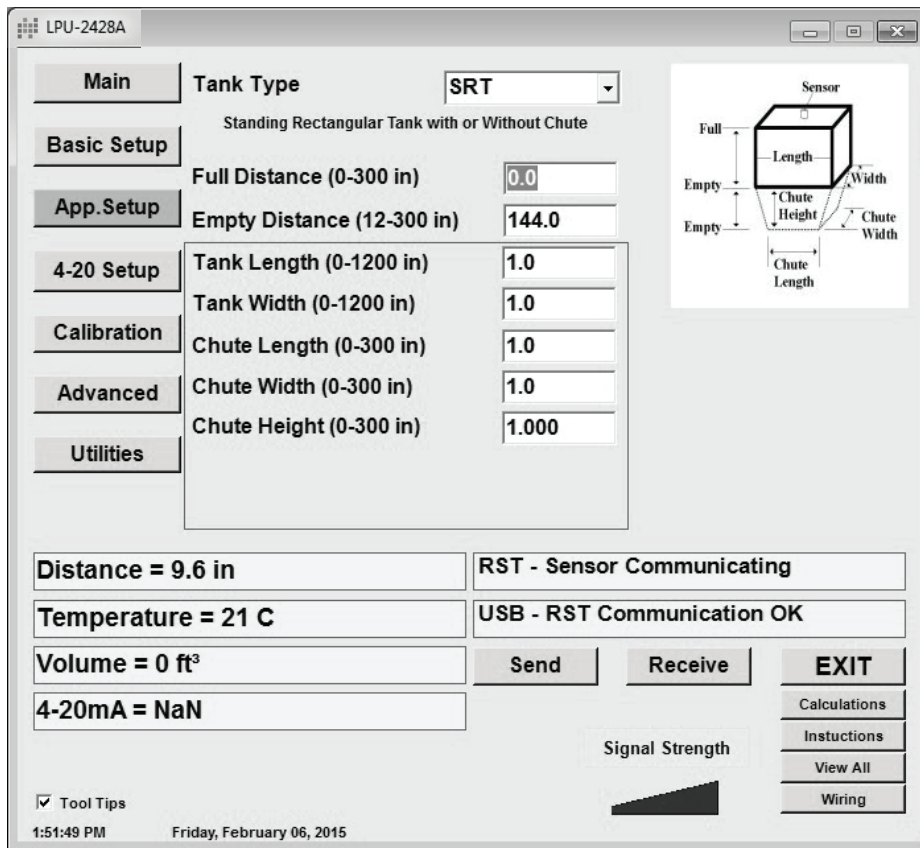 LPU-2428A
Main
Basic Setup
App.Setup
4-20 Setup
Calibration
Advanced
Utilities
Tank Type SRT
Standing Rectangular Tank with or Without Chute
Full Distance (0-300 in) 0.0
Empty Distance (12-300 in) 144.0
Tank Length (0-1200 in) 1.0
Tank Width (0-1200 in) 1.0
Chute Length (0-300 in) 1.0
Chute Width (0-300 in) 1.0
Chute Height (0-300 in) 1.000
Sensor
Full
Length
Width
Empty
Chute
Height
Chute
Width
Empty
Chute
Length
Distance = 9.6 in
Temperature = 21 C
Volume = 0 ft³
4-20mA = NaN
RST - Sensor Communicating
USB - RST Communication OK
Send Receive EXIT
Calculations
Instuctions
View All
Wiring
Signal Strength
Tool Tips
1:51:49 PM Friday, February 06, 2015